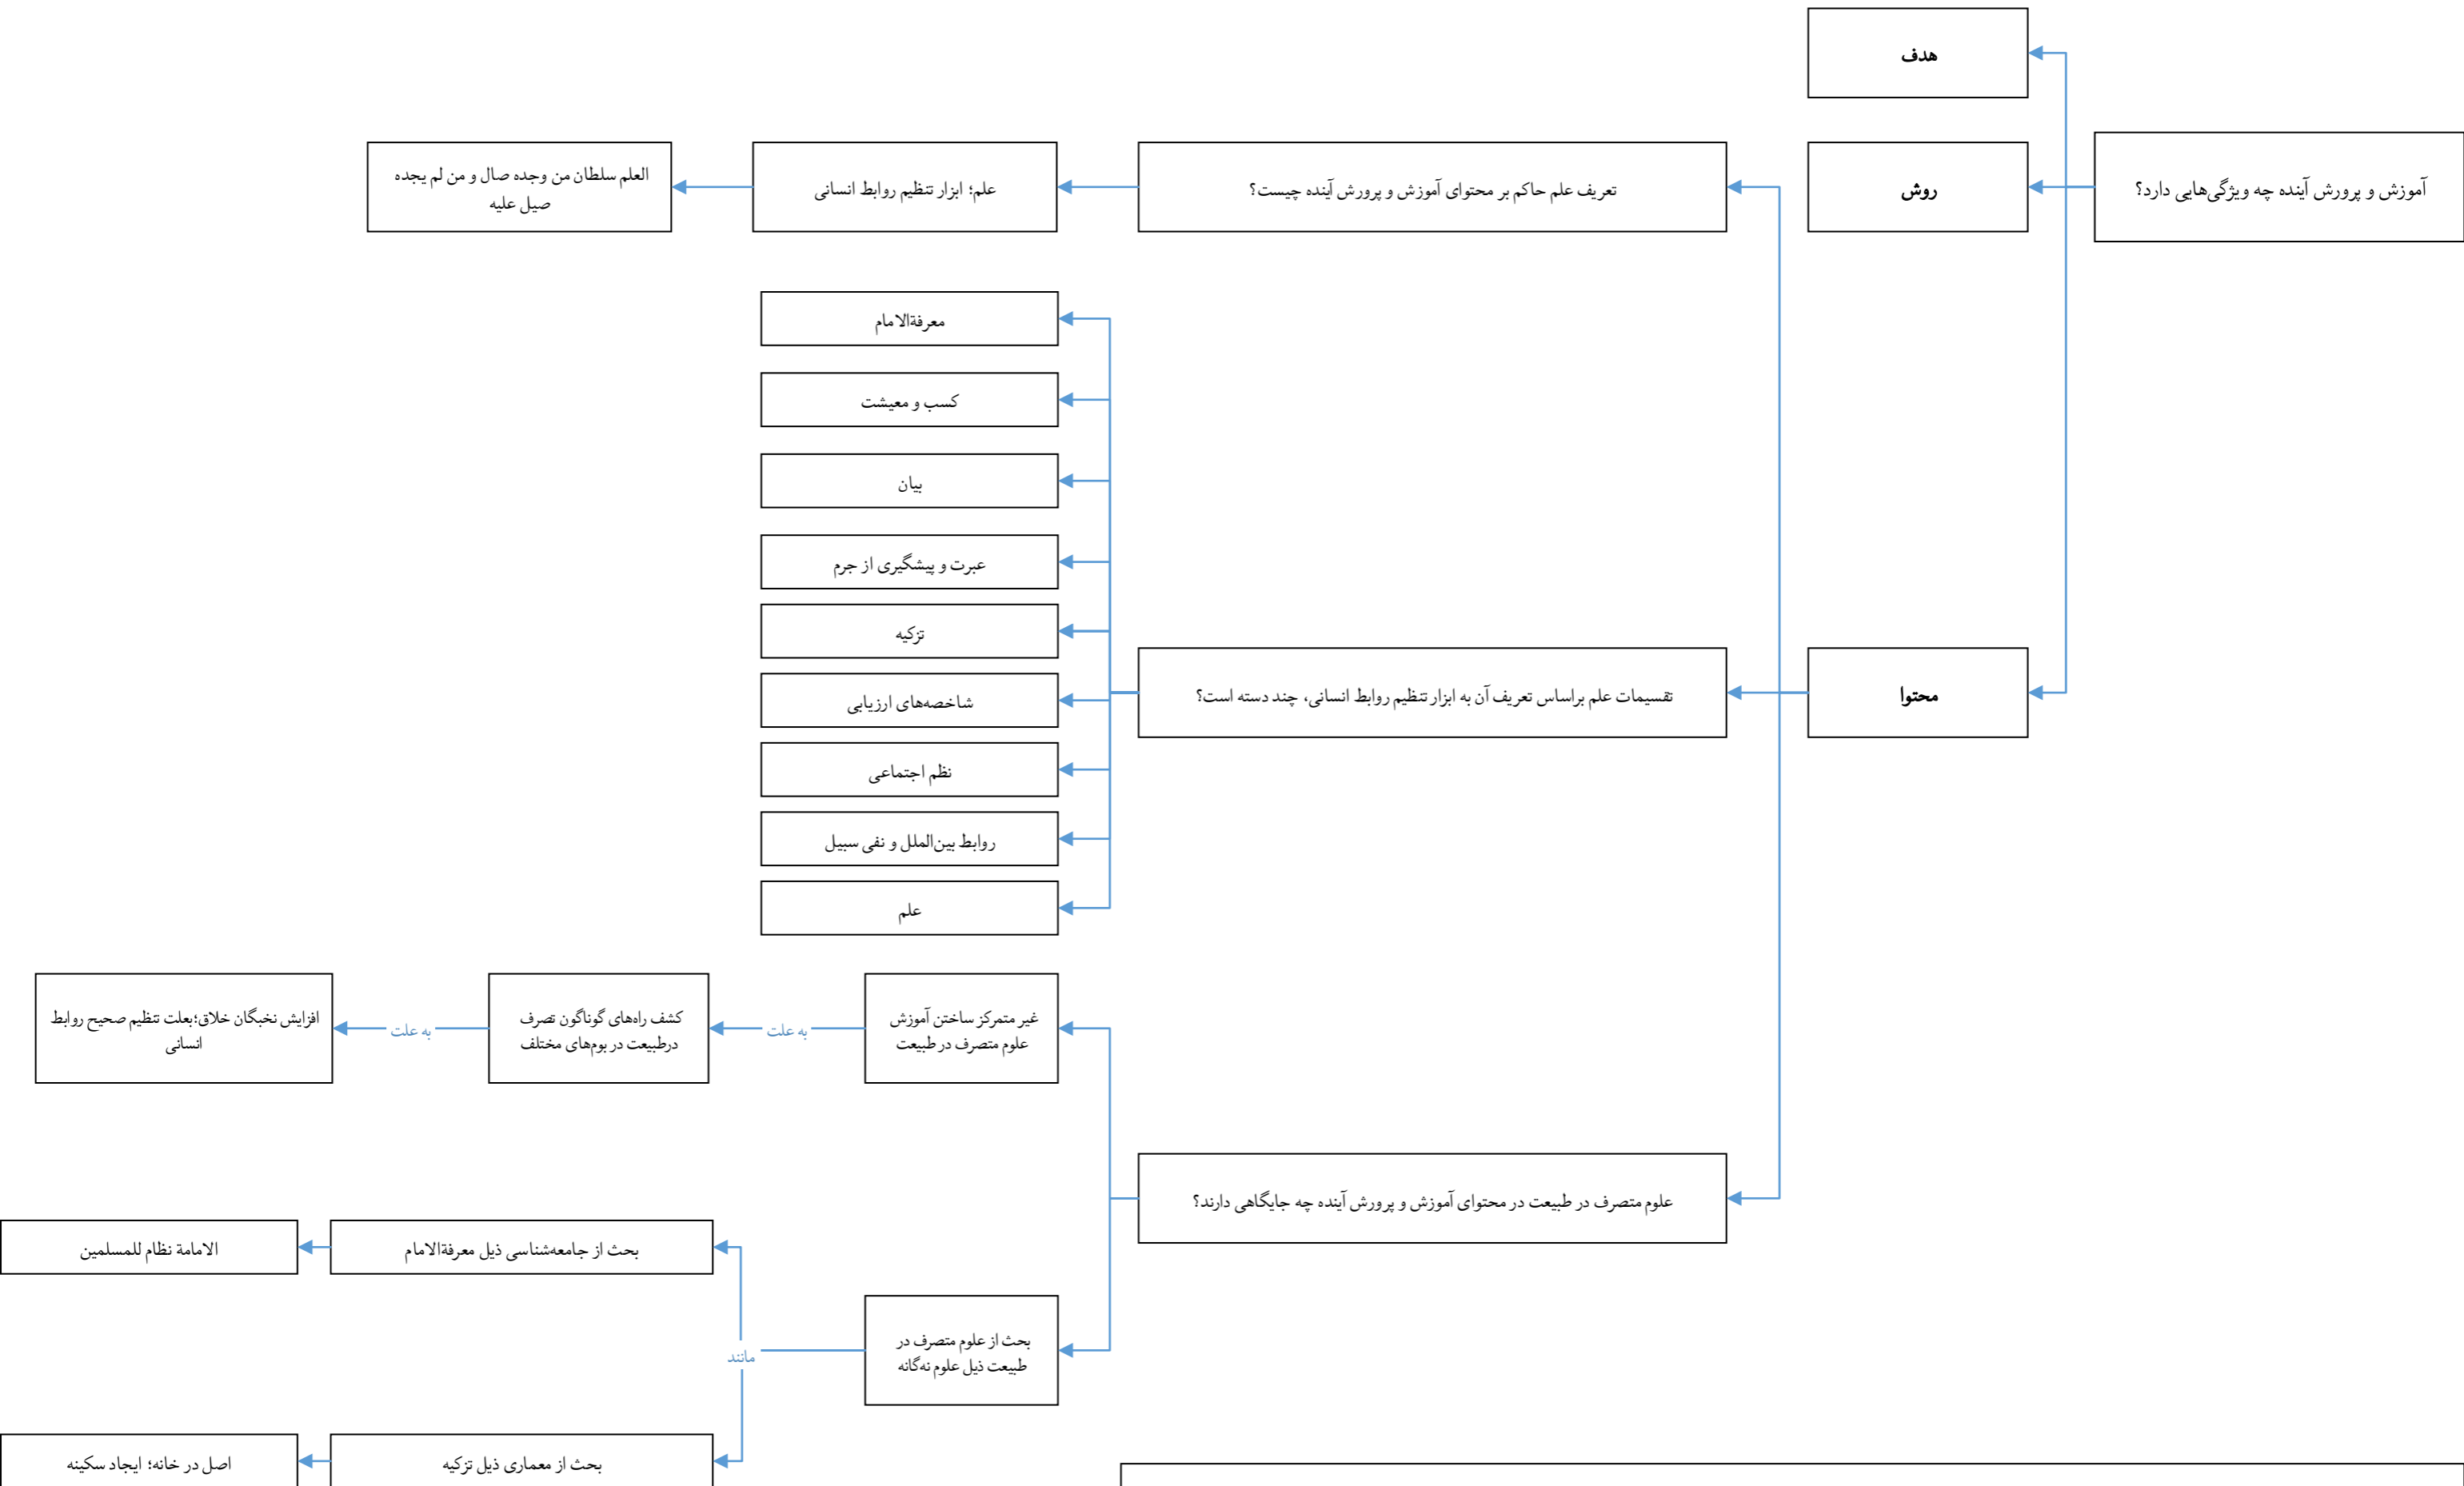 آموزش و پرورش آینده چه ویژگی‌هایی دارد؟
هدف
روش
محتوا
تعریف علم حاکم بر محتوای آموزش و پرورش آینده چیست؟
علم؛ ابزار تنظیم روابط انسانی
العلم سلطان من وجده صال و من لم یجده
صیل علیه
تقسیمات علم براساس تعریف آن به ابزار تنظیم روابط انسانی، چند دسته است؟
معرفةالامام
کسب و معیشت
بیان
عبرت و پیشگیری از جرم
تزکیه
شاخصه‌های ارزیابی
نظم اجتماعی
روابط بین‌الملل و نفی سبیل
علم
علوم متصرف در طبیعت در محتوای آموزش و پرورش آینده چه جایگاهی دارند؟
غیر متمرکز ساختن آموزش
علوم متصرف در طبیعت
به علت
کشف راه‌های گوناگون تصرف
درطبیعت در بوم‌های مختلف
به علت
افزایش نخبگان خلاق؛بعلت تنظیم صحیح روابط
انسانی
بحث از علوم متصرف در
طبیعت ذیل علوم نه‌گانه
مانند
بحث از جامعه‌شناسی ذیل معرفةالامام
الامامة نظام للمسلمین
بحث از معماری ذیل تزکیه
اصل در خانه؛ ایجاد سکینه